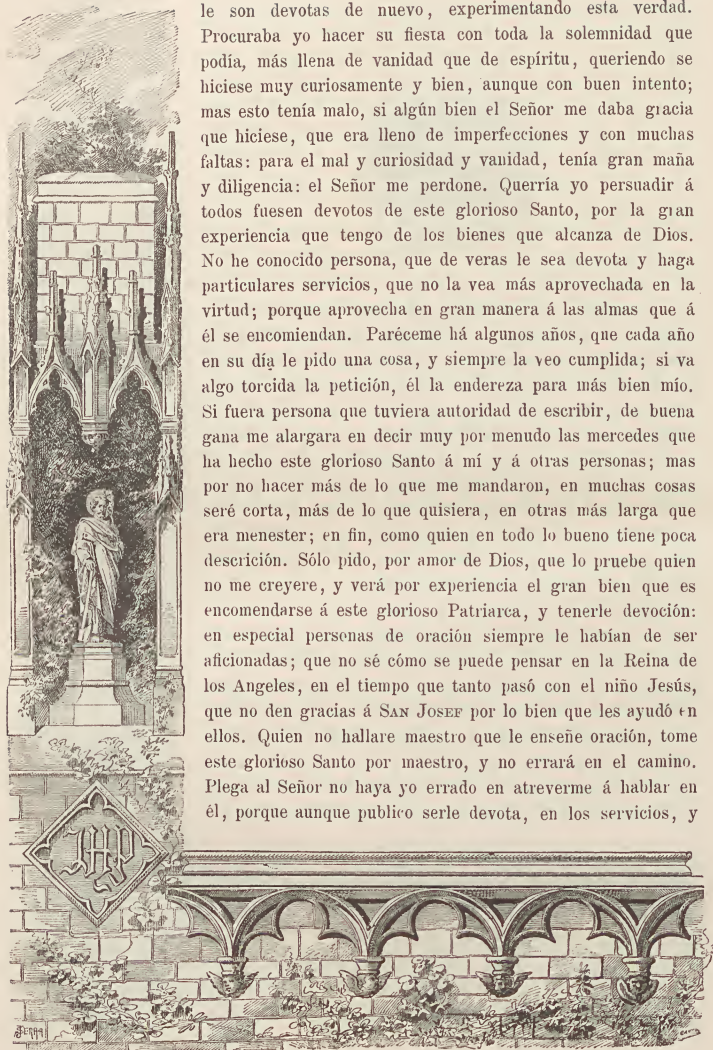 le son devotas de nuevo, experimentando esta verdad.
Procuraba yo hacer su fiesta con toda la solemnidad que
podía, más llena de vanidad que de espíritu, queriendo se
hiciese muy curiosamente y bien, aunque con buen intento;
mas esto tenía malo, si algún bien el Señor me daba gracia
que hiciese, que era lleno de imperfecciones y con muchas
faltas: para el mal y curiosidad y vanidad, tenía gran maña
y diligencia: el Señor me perdone. Querría yo persuadir á
todos fuesen devotos de este glorioso Santo, por la gran
experiencia que tengo de los bienes que alcanza de Dios.
No he conocido persona, que de veras le sea devota y haga
particulares servicios, que no la vea más aprovechada en la
virtud; porque aprovecha en gran manera á las almas que á
él se encomiendan. Paréceme há algunos años, que cada año
en su día le pido una cosa, y siempre la veo cumplida; si va
algo torcida la petición, él la endereza para más bien mío.
Si fuera persona que tuviera autoridad de escribir, de buena
gana me alargara en decir muy por menudo las mercedes que
ha hecho este glorioso Santo á mí y á otras personas; mas
por no hacer más de lo que me mandaron, en muchas cosas
seré corta, más de lo que quisiera, en otras más larga que
era menester; en fin, como quien en todo lo bueno tiene poca
descrición. Sólo pido, por amor de Dios, que lo pruebe quien
no me creyere, y verá por experiencia el gran bien que es
encomendarse á este glorioso Patriarca, y tenerle devoción:
en especial personas de oración siempre le habían de ser
aficionadas; que no sé cómo se puede pensar en la Reina de
los Angeles, en el tiempo que tanto pasó con el niño Jesús,
que no den gracias á SAN JOSEF por lo bien que les ayudó en
ellos. Quien no hallare maestro que le enseñe oración, tome
este glorioso Santo por maestro, y no errará en el camino.
Plega al Señor no haya yo errado en atreverme á hablar en
él, porque aunque publico serle devota, en los servicios, y